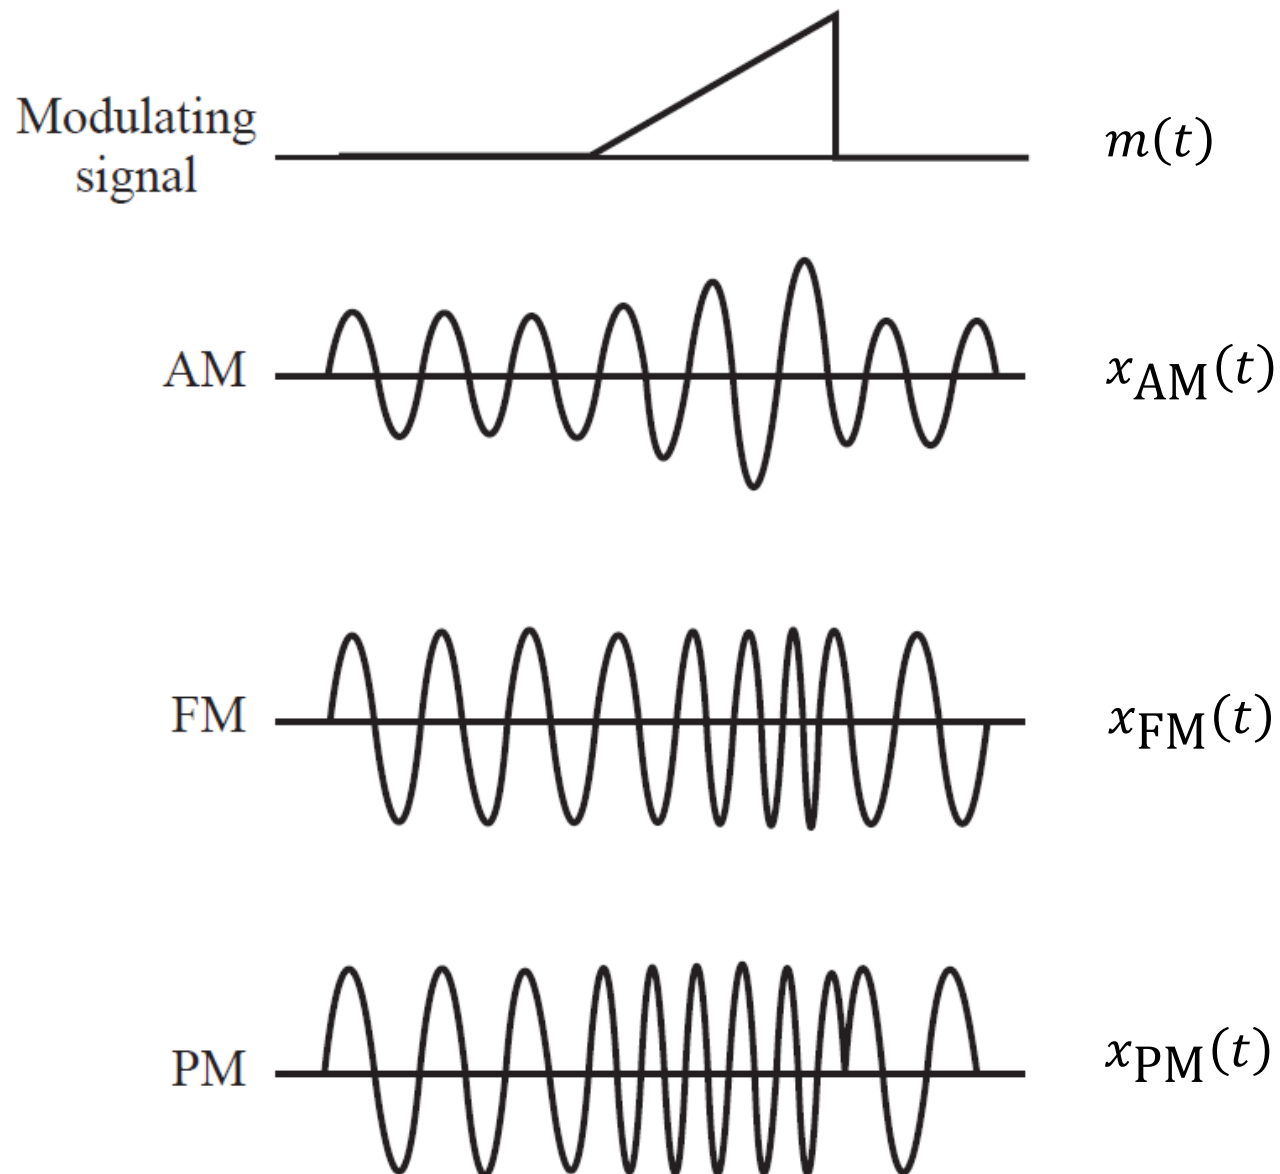 Modulating
signal
m(t)
AM
x_AM(t)
FM
x_FM(t)
PM
x_PM(t)